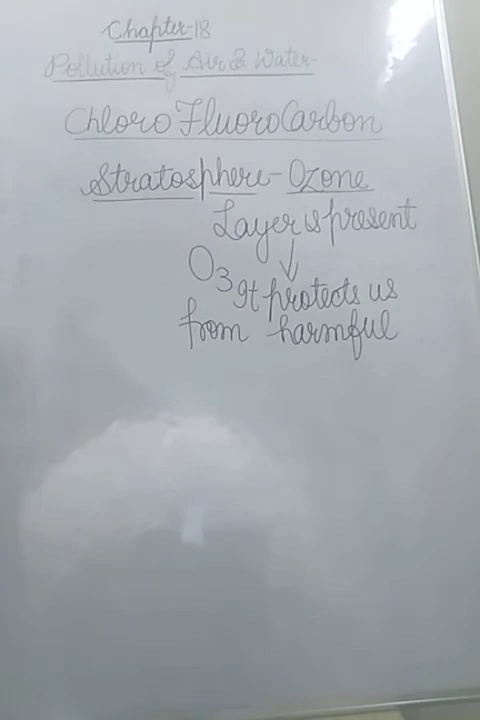 Chapter-18
Pollution of Air & Water-
Chloro Fluoro Carbon
Stratosphere-Ozone
Layer is present
↓
O3 It protects us
from harmful